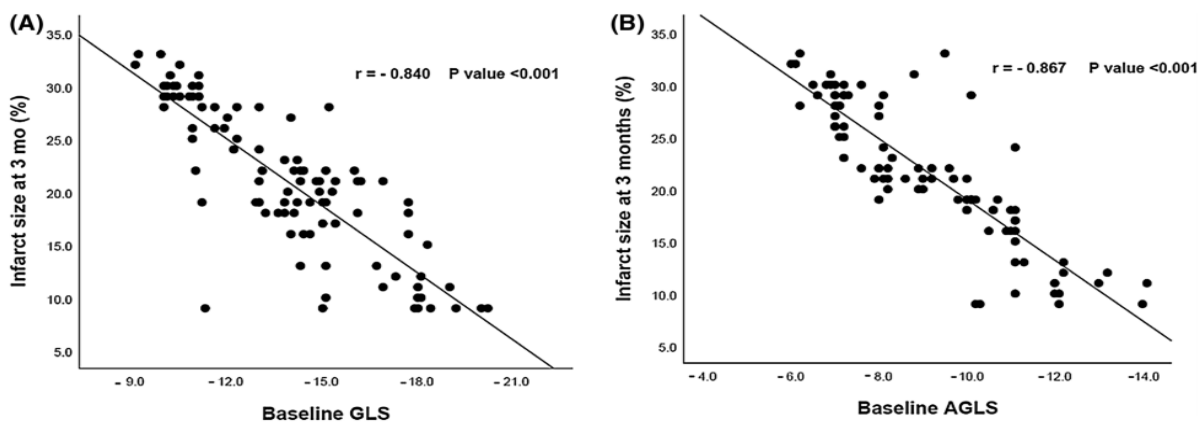 (A)
r = - 0.840 P value <0.001
Infarct size at 3 mo (%)
35.0
30.0
25.0
20.0
15.0
10.0
5.0
- 9.0 - 12.0 - 15.0 - 18.0 - 21.0
Baseline GLS
(B)
r = - 0.867 P value <0.001
Infarct size at 3 months (%)
35.0
30.0
25.0
20.0
15.0
10.0
5.0
- 4.0 - 6.0 - 8.0 - 10.0 - 12.0 - 14.0
Baseline AGLS